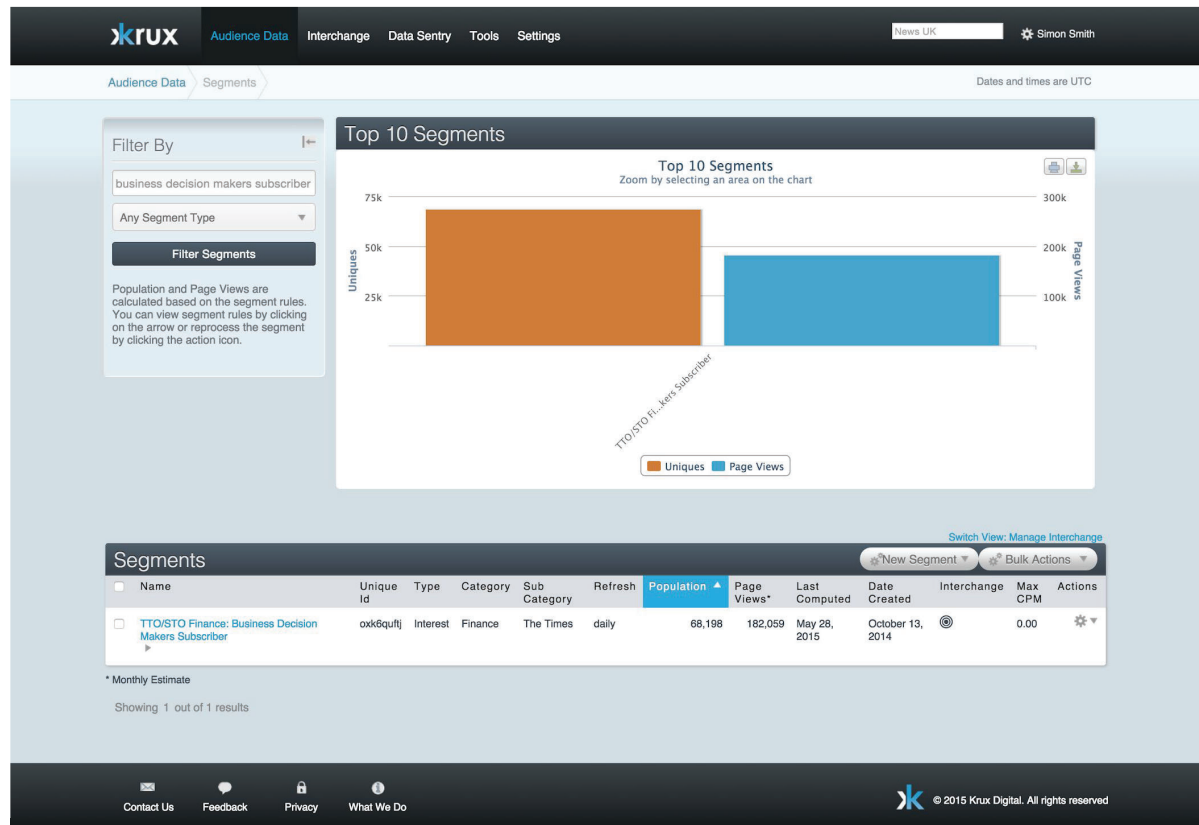 krux
Audience Data Interchange Data Sentry Tools Settings
News UK
Simon Smith
Audience Data Segments
Dates and times are UTC
Filter By
business decision makers subscriber
Any Segment Type
Filter Segments
Population and Page Views are
calculated based on the segment rules.
You can view segment rules by clicking
on the arrow or reprocess the segment
by clicking the action icon.
Top 10 Segments
Top 10 Segments
Zoom by selecting an area on the chart
75k
50k
25k
Uniques
300k
200k
100k
Page Views
TTO/STO Fi...kers Subscriber
Uniques Page Views
Switch View: Manage Interchange
Segments
New Segment Bulk Actions
Name Unique Id Type Category Sub Category Refresh Population Page Views* Last Computed Date Created Interchange Max CPM Actions
TTO/STO Finance: Business Decision Makers Subscriber oxk6quftj Interest Finance The Times daily 68,198 182,059 May 28, 2015 October 13, 2014 0.00
* Monthly Estimate
Showing 1 out of 1 results
Contact Us Feedback Privacy What We Do
© 2015 Krux Digital. All rights reserved